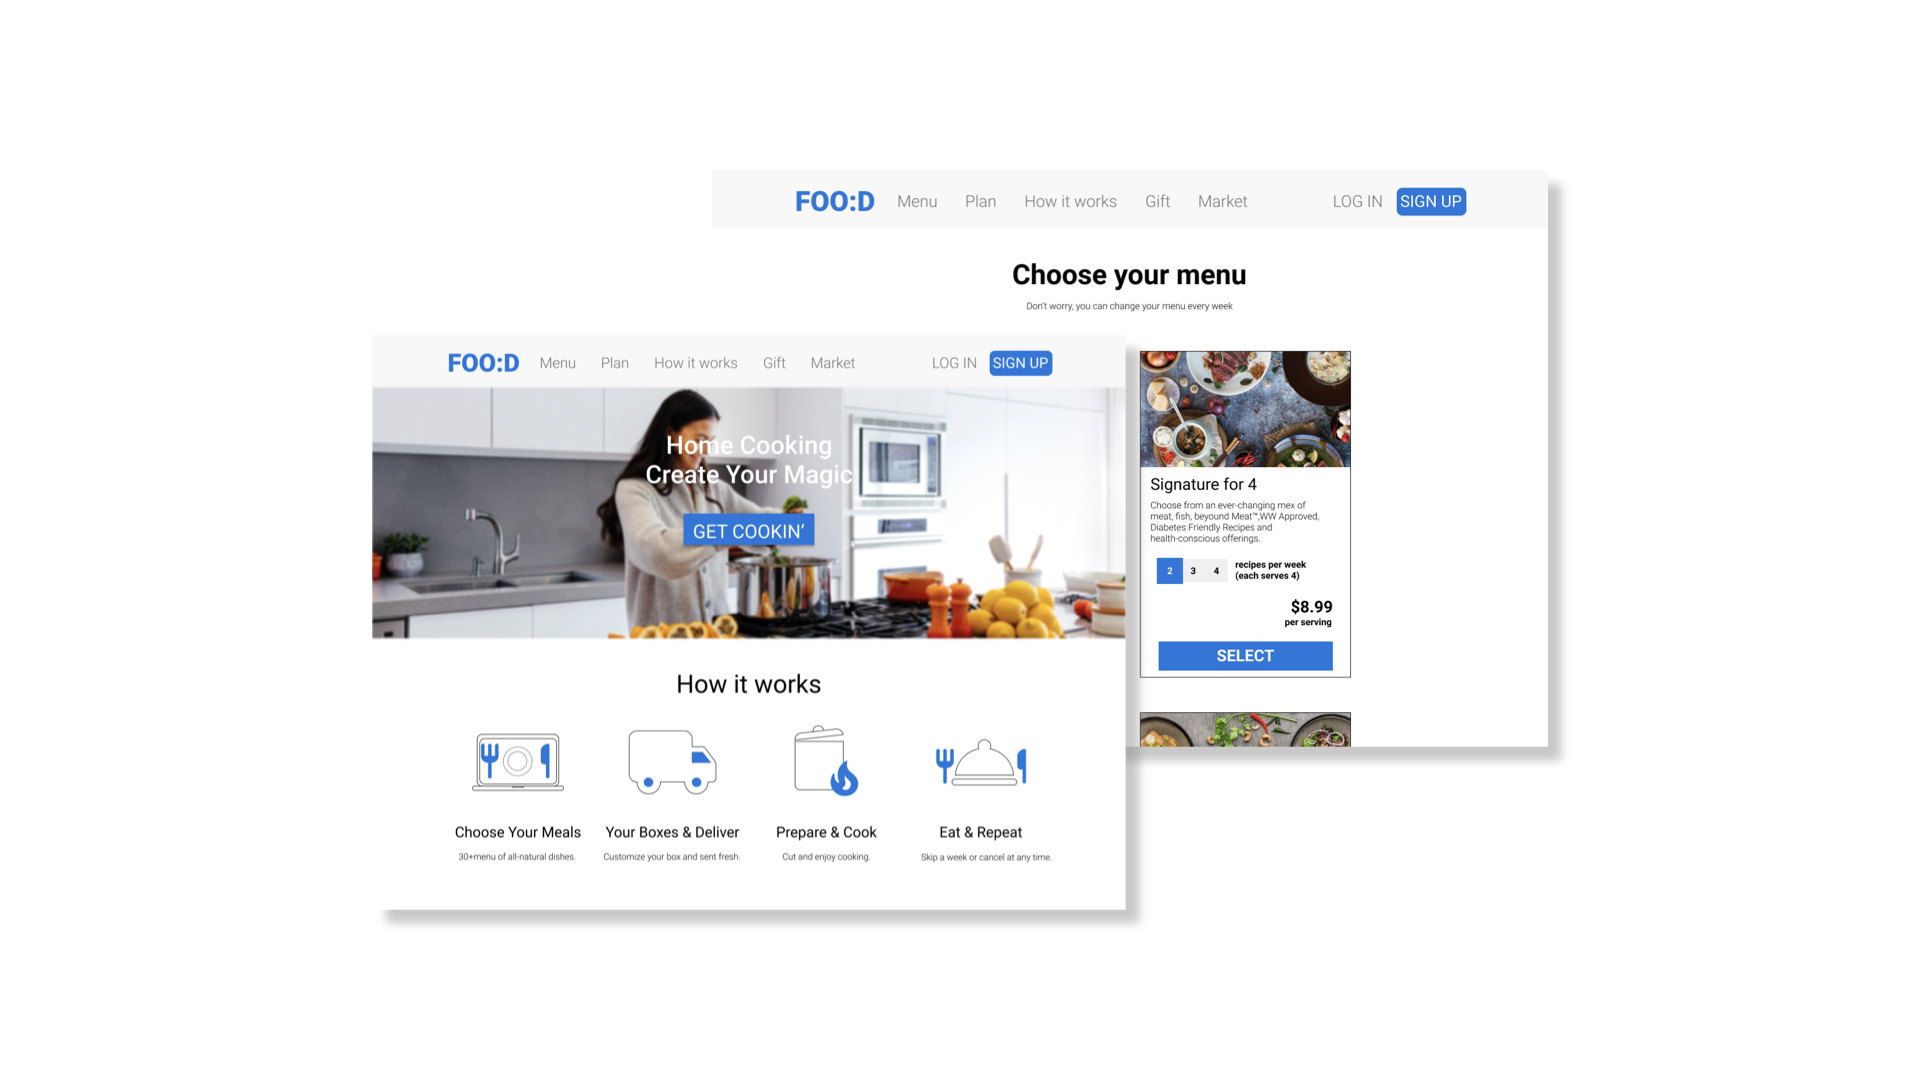 FOO:D Menu Plan How it works Gift Market LOG IN SIGN UP
Choose your menu
Don't worry, you can change your menu every week
Signature for 4
Choose from an ever-changing mex of
meat, fish, beyound Meat™,WW Approved,
Diabetes Friendly Recipes and
health-conscious offerings.
2 3 4 recipes per week
(each serves 4)
$8.99
per serving
SELECT
FOO:D Menu Plan How it works Gift Market LOG IN SIGN UP
Home Cooking
Create Your Magic
GET COOKIN’
How it works
Choose Your Meals
30+menu of all-natural dishes.
Your Boxes & Deliver
Customize your box and sent fresh.
Prepare & Cook
Cut and enjoy cooking.
Eat & Repeat
Skip a week or cancel at any time.